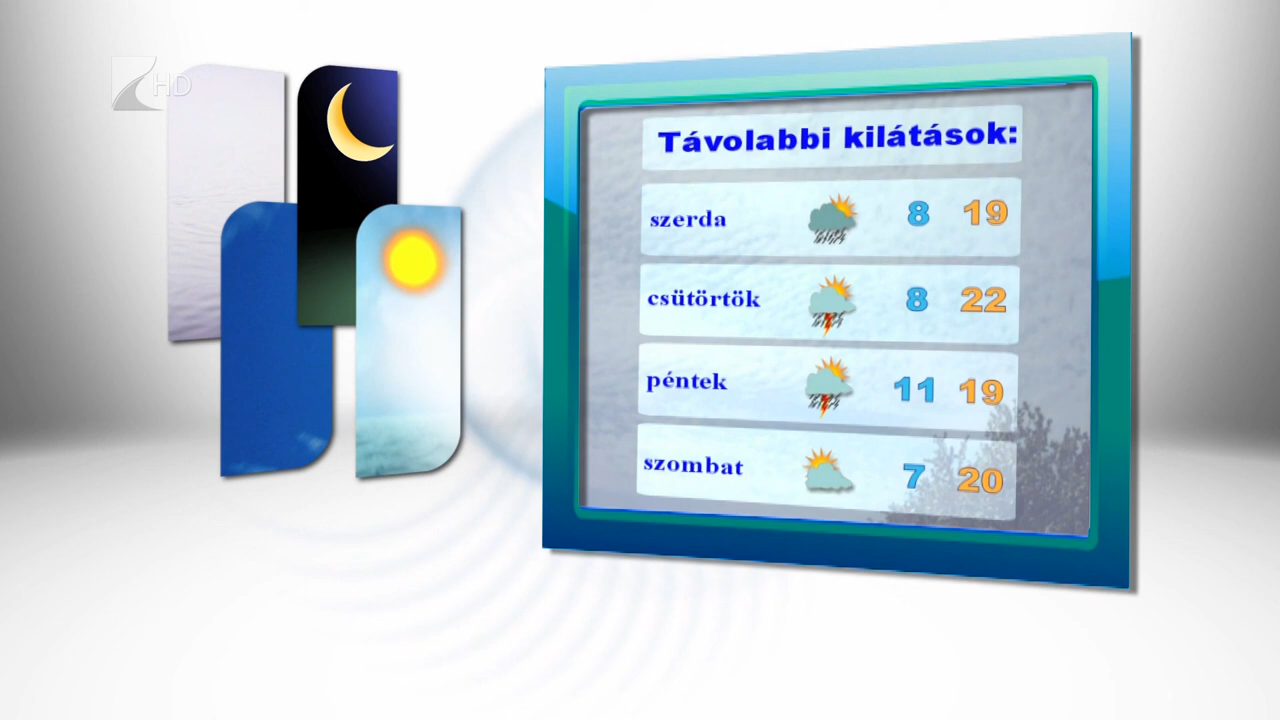 HD
Távolabbi kilátások:
szerda 8 19
csütörtök 8 22
péntek 11 19
szombat 7 20